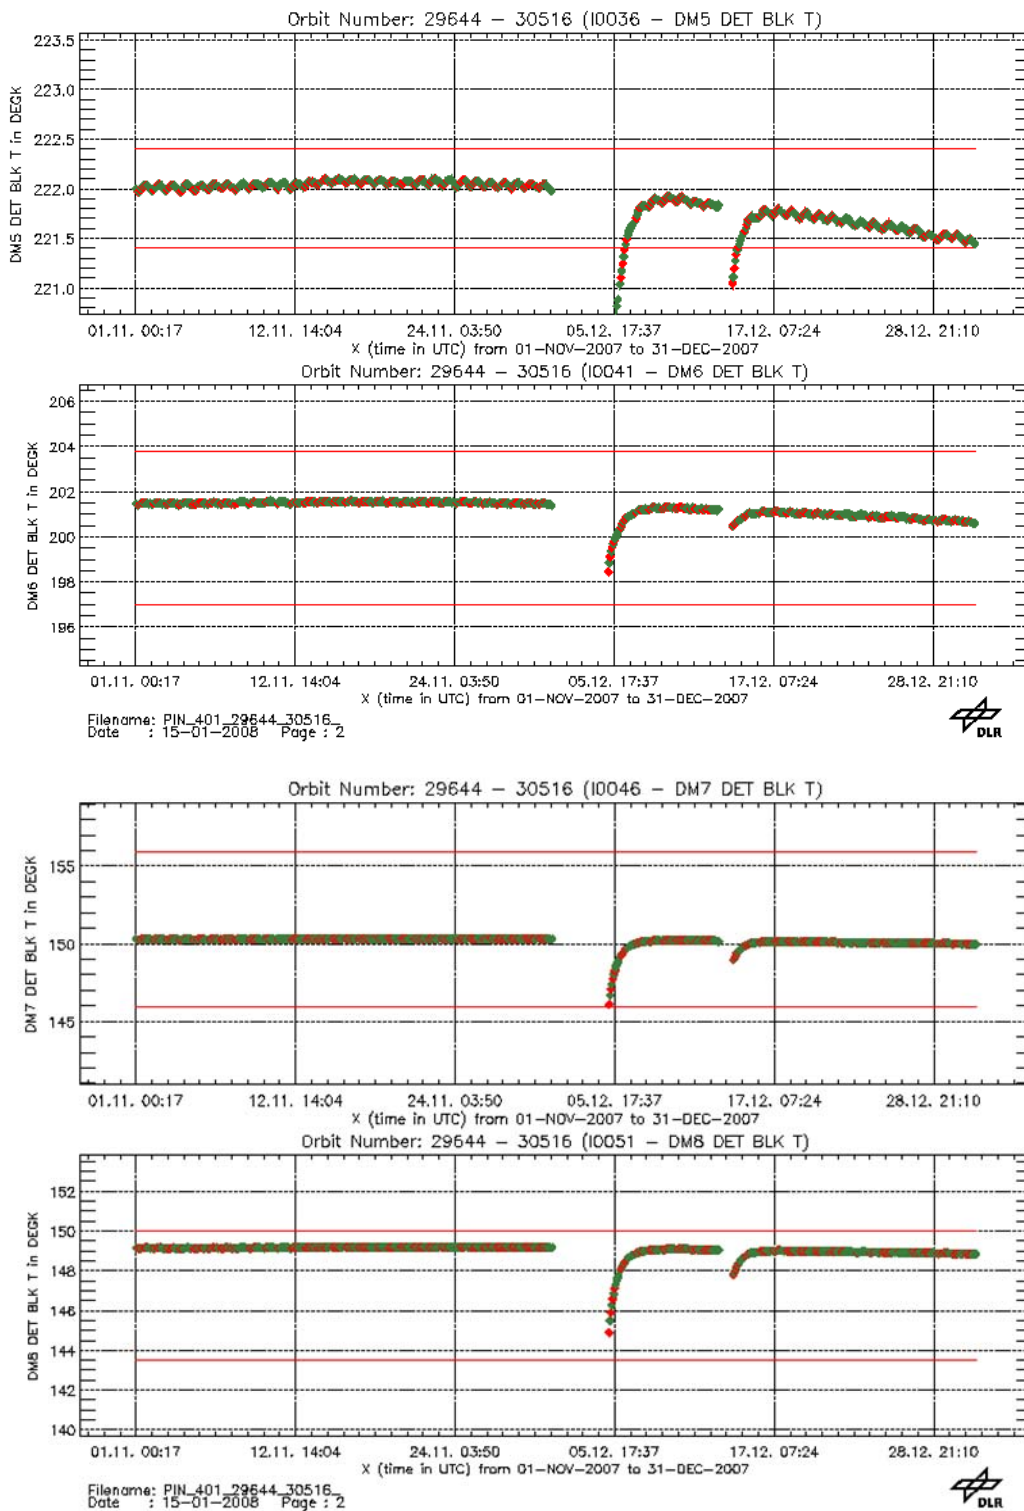 Orbit Number: 29644 – 30516 (I0036 – DM5 DET BLK T)
DM5 DET BLK T in DEGK
223.5
223.0
222.5
222.0
221.5
221.0
01.11. 00:17 12.11. 14:04 24.11. 03:50 05.12. 17:37 17.12. 07:24 28.12. 21:10
X (time in UTC) from 01–NOV–2007 to 31–DEC–2007
Orbit Number: 29644 – 30516 (I0041 – DM6 DET BLK T)
DM6 DET BLK T in DEGK
206
204
202
200
198
196
01.11. 00:17 12.11. 14:04 24.11. 03:50 05.12. 17:37 17.12. 07:24 28.12. 21:10
X (time in UTC) from 01–NOV–2007 to 31–DEC–2007
Filename: PIN_401_29644_30516_
Date : 15–01–2008 Page : 2
DLR
Orbit Number: 29644 – 30516 (I0046 – DM7 DET BLK T)
DM7 DET BLK T in DEGK
155
150
145
01.11. 00:17 12.11. 14:04 24.11. 03:50 05.12. 17:37 17.12. 07:24 28.12. 21:10
X (time in UTC) from 01–NOV–2007 to 31–DEC–2007
Orbit Number: 29644 – 30516 (I0051 – DM8 DET BLK T)
DM8 DET BLK T in DEGK
152
150
148
146
144
142
140
01.11. 00:17 12.11. 14:04 24.11. 03:50 05.12. 17:37 17.12. 07:24 28.12. 21:10
X (time in UTC) from 01–NOV–2007 to 31–DEC–2007
Filename: PIN_401_29644_30516_
Date : 15–01–2008 Page : 2
DLR